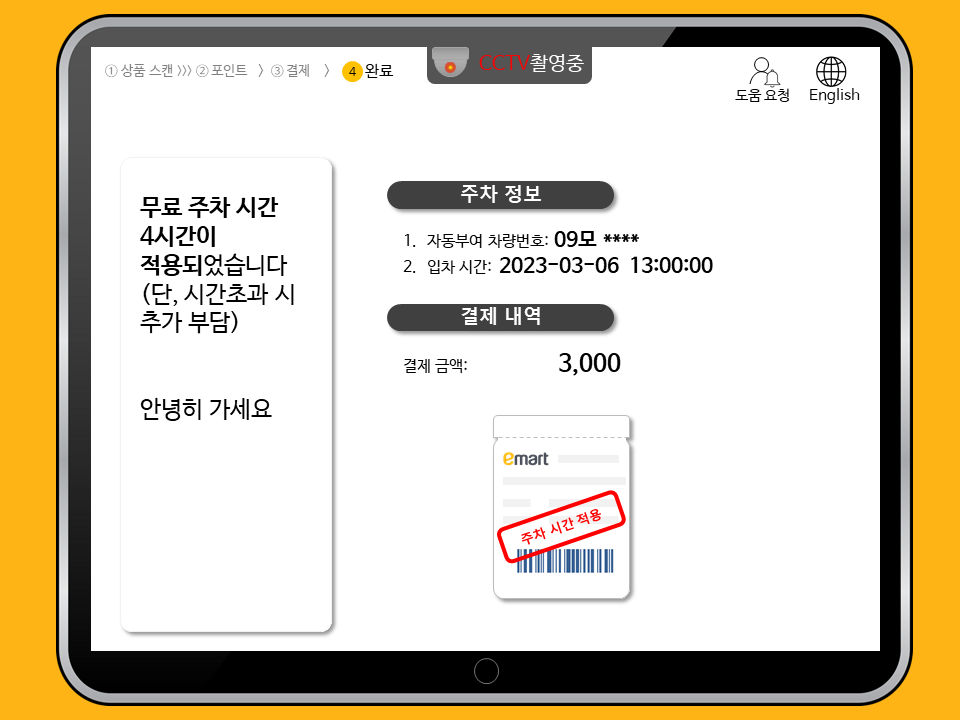 ① 상품 스캔 >>> ② 포인트 > ③ 결제 > 4 완료
CCTV촬영중
도움 요청
English
무료 주차 시간
4시간이
적용되었습니다
(단, 시간초과 시
추가 부담)
안녕히 가세요
주차 정보
1. 자동부여 차량번호: 09모 ****
2. 입차 시간: 2023-03-06 13:00:00
결제 내역
결제 금액: 3,000
emart
주차 시간 적용